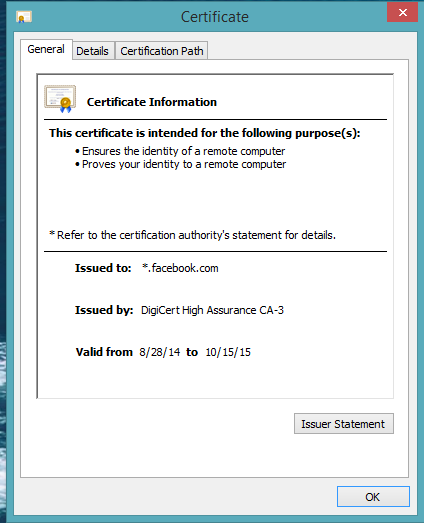 Certificate
General Details Certification Path
Certificate Information
This certificate is intended for the following purpose(s):
• Ensures the identity of a remote computer
• Proves your identity to a remote computer
* Refer to the certification authority's statement for details.
Issued to: *.facebook.com
Issued by: DigiCert High Assurance CA-3
Valid from 8/28/14 to 10/15/15
Issuer Statement
OK